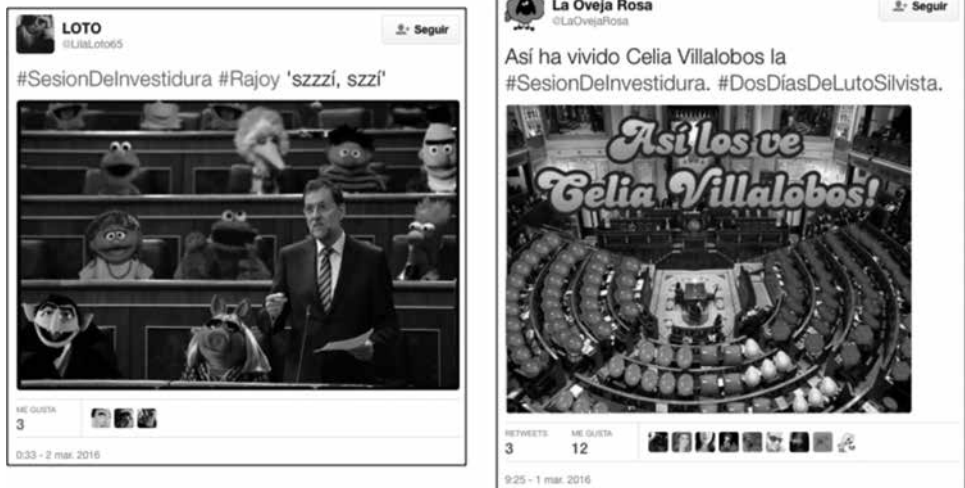 LOTO
@LilaLoto65
Seguir
#SesionDeInvestidura #Rajoy 'szzzí, szzí'
ME GUSTA
3
0:33 - 2 mar. 2016
La Oveja Rosa
@LaOvejaRosa
Seguir
Así ha vivido Celia Villalobos la
#SesionDeInvestidura. #DosDíasDeLutoSilvista.
Así los ve
Celia Villalobos!
RETWEETS
ME GUSTA
3
12
9:25 - 1 mar. 2016